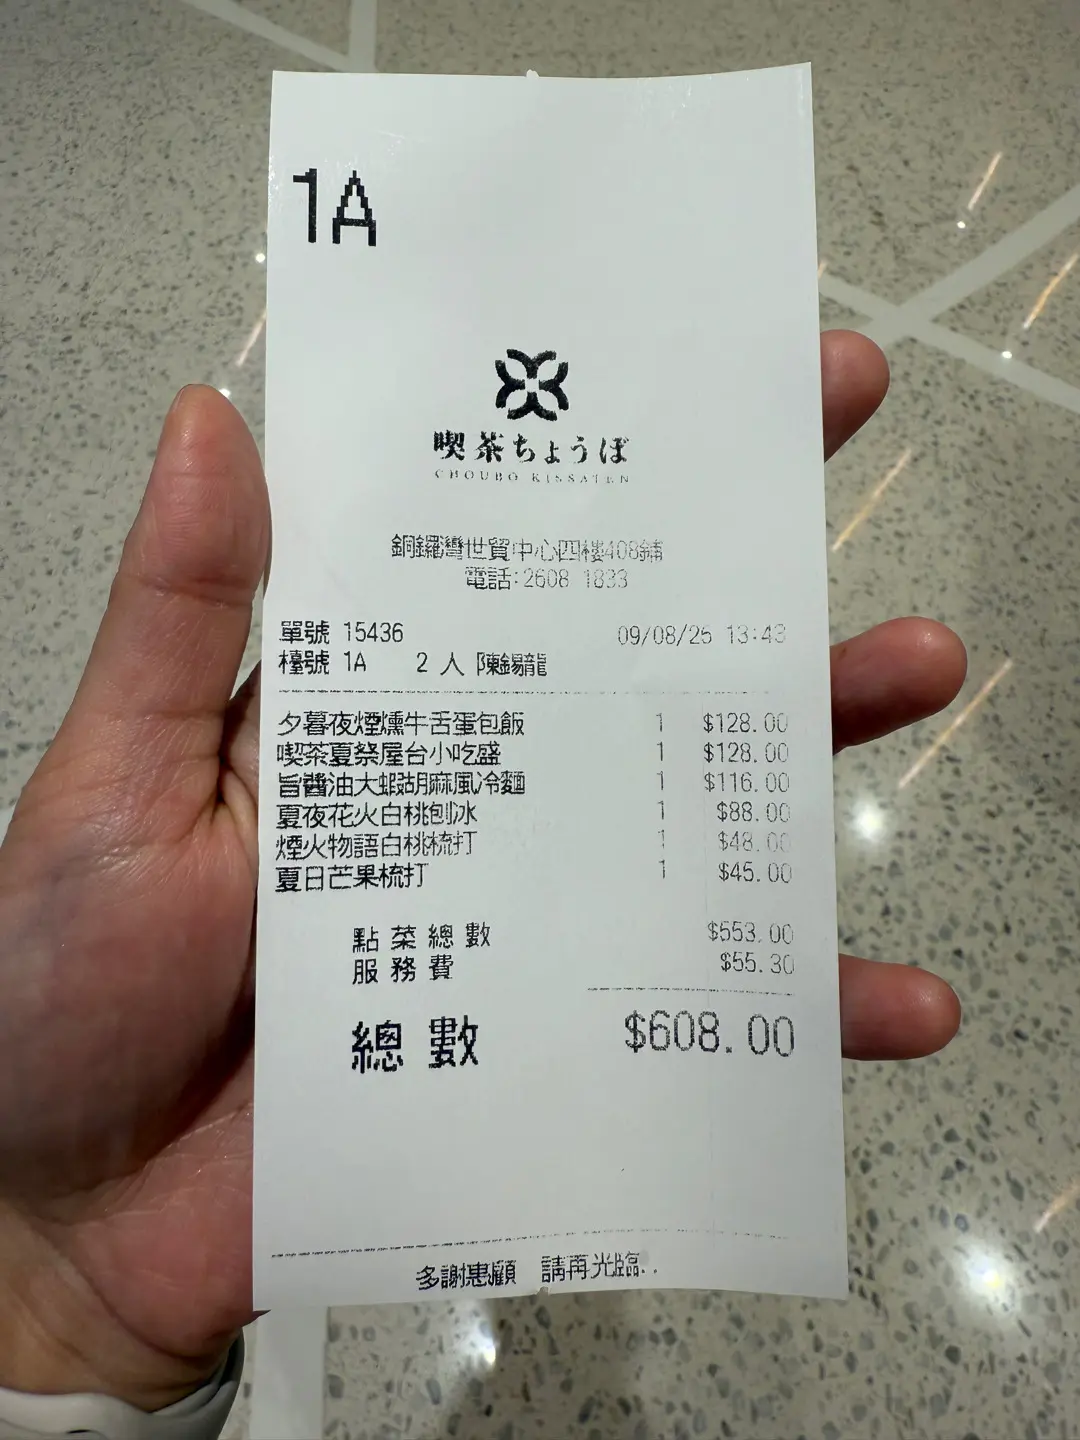 1A
喫茶ちょうぼ
CHOUBO KISSATEN
銅鑼灣世貿中心四樓408鋪
電話:2608 1833
單號 15436 09/08/25 13:43
檯號 1A 2 人 陳錫龍
夕暮夜煙燻牛舌蛋包飯 1 $128.00
喫茶夏祭屋台小吃盛 1 $128.00
旨醬油大蝦胡麻風冷麵 1 $116.00
夏夜花火白桃刨冰 1 $88.00
煙火物語白桃梳打 1 $48.00
夏日芒果梳打 1 $45.00
點菜總數 $553.00
服務費 $55.30
總數 $608.00
多謝惠顧 請再光臨..